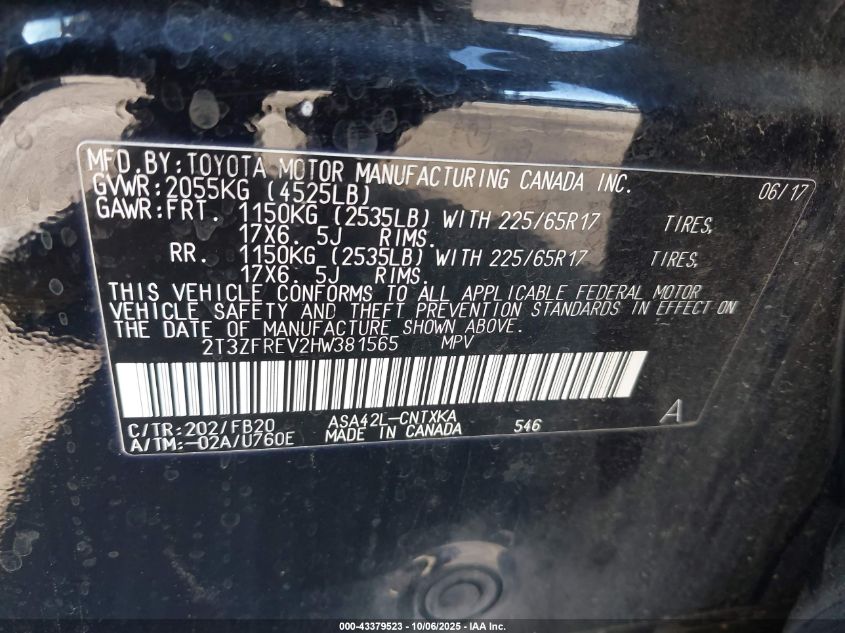 MFD. BY: TOYOTA MOTOR MANUFACTURING CANADA INC. 06/17
GVWR: 2055KG (4525LB)
GAWR: FRT. 1150KG (2535LB) WITH 225/65R17 TIRES,
17X6. 5J RIMS.
RR. 1150KG (2535LB) WITH 225/65R17 TIRES,
17X6. 5J RIMS.
THIS VEHICLE CONFORMS TO ALL APPLICABLE FEDERAL MOTOR
VEHICLE SAFETY AND THEFT PREVENTION STANDARDS IN EFFECT ON
THE DATE OF MANUFACTURE SHOWN ABOVE.
2T3ZFREV2HW381565 MPV
C/TR: 202/FB20 ASA42L-CNTXKA 546 A
A/TM: -02A/U760E MADE IN CANADA
000-43379523 - 10/06/2025 - IAA Inc.